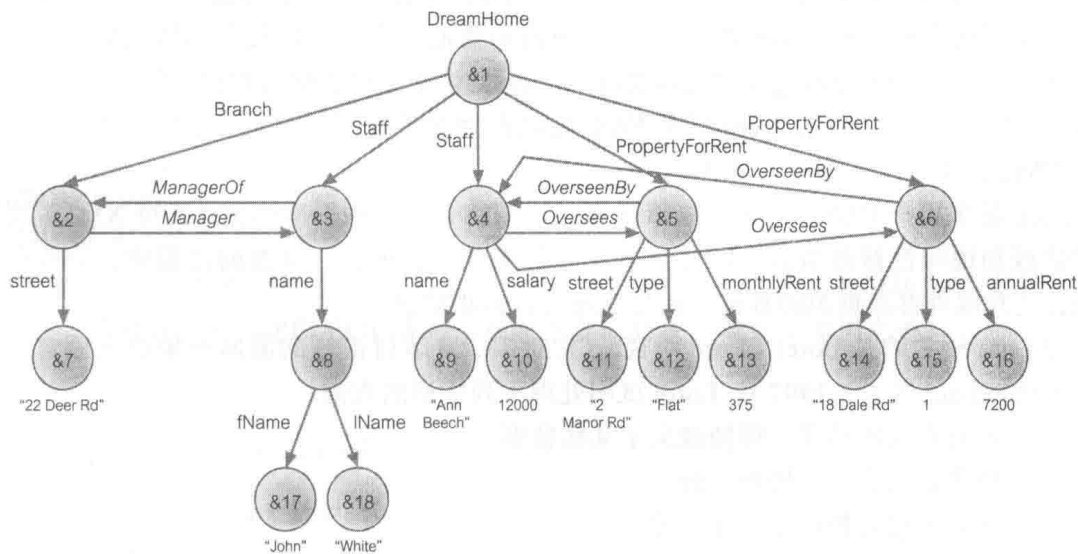 DreamHome
&1
Branch
Staff
Staff
PropertyForRent
PropertyForRent
ManagerOf
Manager
OverseenBy
Oversees
OverseenBy
Oversees
&2
&3
&4
&5
&6
street
name
name
salary
street
type
monthlyRent
street
type
annualRent
&7
&8
&9
&10
&11
&12
&13
&14
&15
&16
"22 Deer Rd"
"Ann
Beech"
12000
"2
Manor Rd"
"Flat"
375
"18 Dale Rd"
1
7200
fName
lName
&17
&18
"John"
"White"